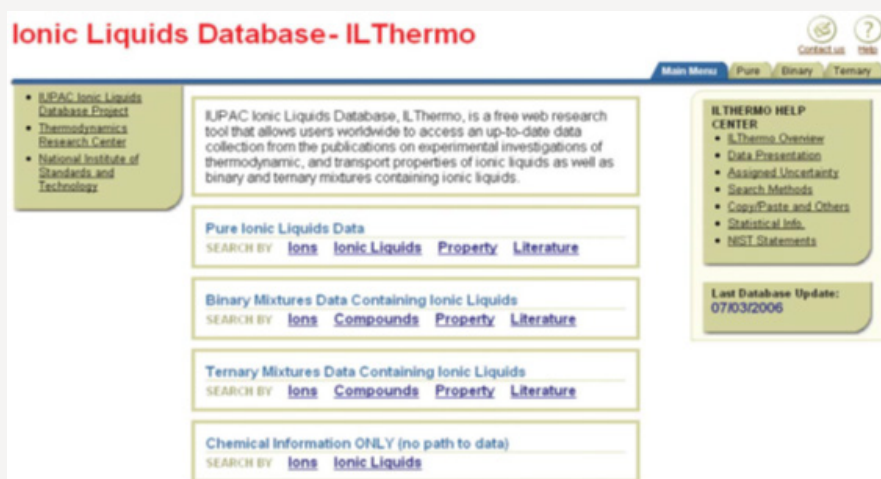 Ionic Liquids Database- ILThermo
Contact us Help
Main Menu Pure Binary Ternary
IUPAC Ionic Liquids
Database Project
Thermodynamics
Research Center
National Institute of
Standards and
Technology
IUPAC Ionic Liquids Database, ILThermo, is a free web research
tool that allows users worldwide to access an up-to-date data
collection from the publications on experimental investigations of
thermodynamic, and transport properties of ionic liquids as well as
binary and ternary mixtures containing ionic liquids.
Pure Ionic Liquids Data
SEARCH BY Ions Ionic Liquids Property Literature
Binary Mixtures Data Containing Ionic Liquids
SEARCH BY Ions Compounds Property Literature
Ternary Mixtures Data Containing Ionic Liquids
SEARCH BY Ions Compounds Property Literature
Chemical Information ONLY (no path to data)
SEARCH BY Ions Ionic Liquids
ILTHERMO HELP
CENTER
ILThermo Overview
Data Presentation
Assigned Uncertainty
Search Methods
Copy/Paste and Others
Statistical Info.
NIST Statements
Last Database Update:
07/03/2006